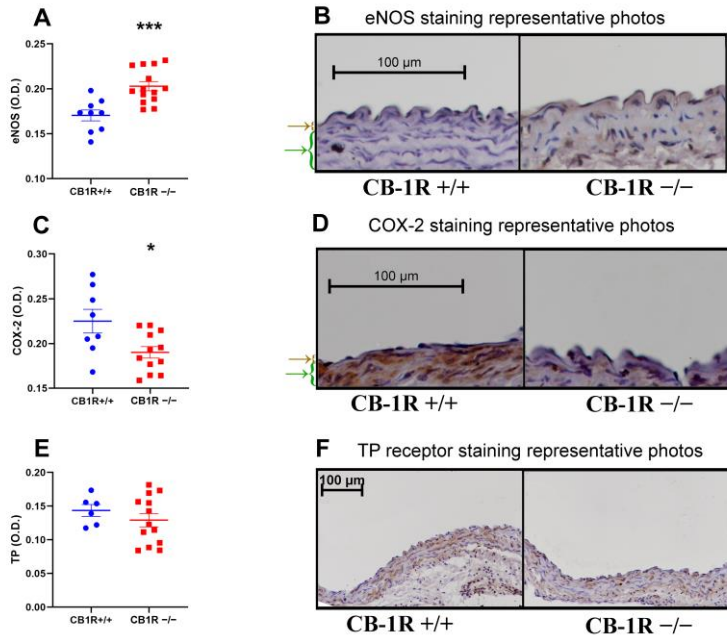 A
***
eNOS (O.D.)
0.25
0.20
0.15
0.10
CB1R+/+
CB1R −/−
B
eNOS staining representative photos
100 µm
CB-1R +/+
CB-1R −/−
C
*
COX-2 (O.D.)
0.30
0.25
0.20
0.15
CB1R+/+
CB1R −/−
D
COX-2 staining representative photos
100 µm
CB-1R +/+
CB-1R −/−
E
TP (O.D.)
0.20
0.15
0.10
0.05
0.00
CB1R+/+
CB1R −/−
F
TP receptor staining representative photos
100 µm
CB-1R +/+
CB-1R −/−